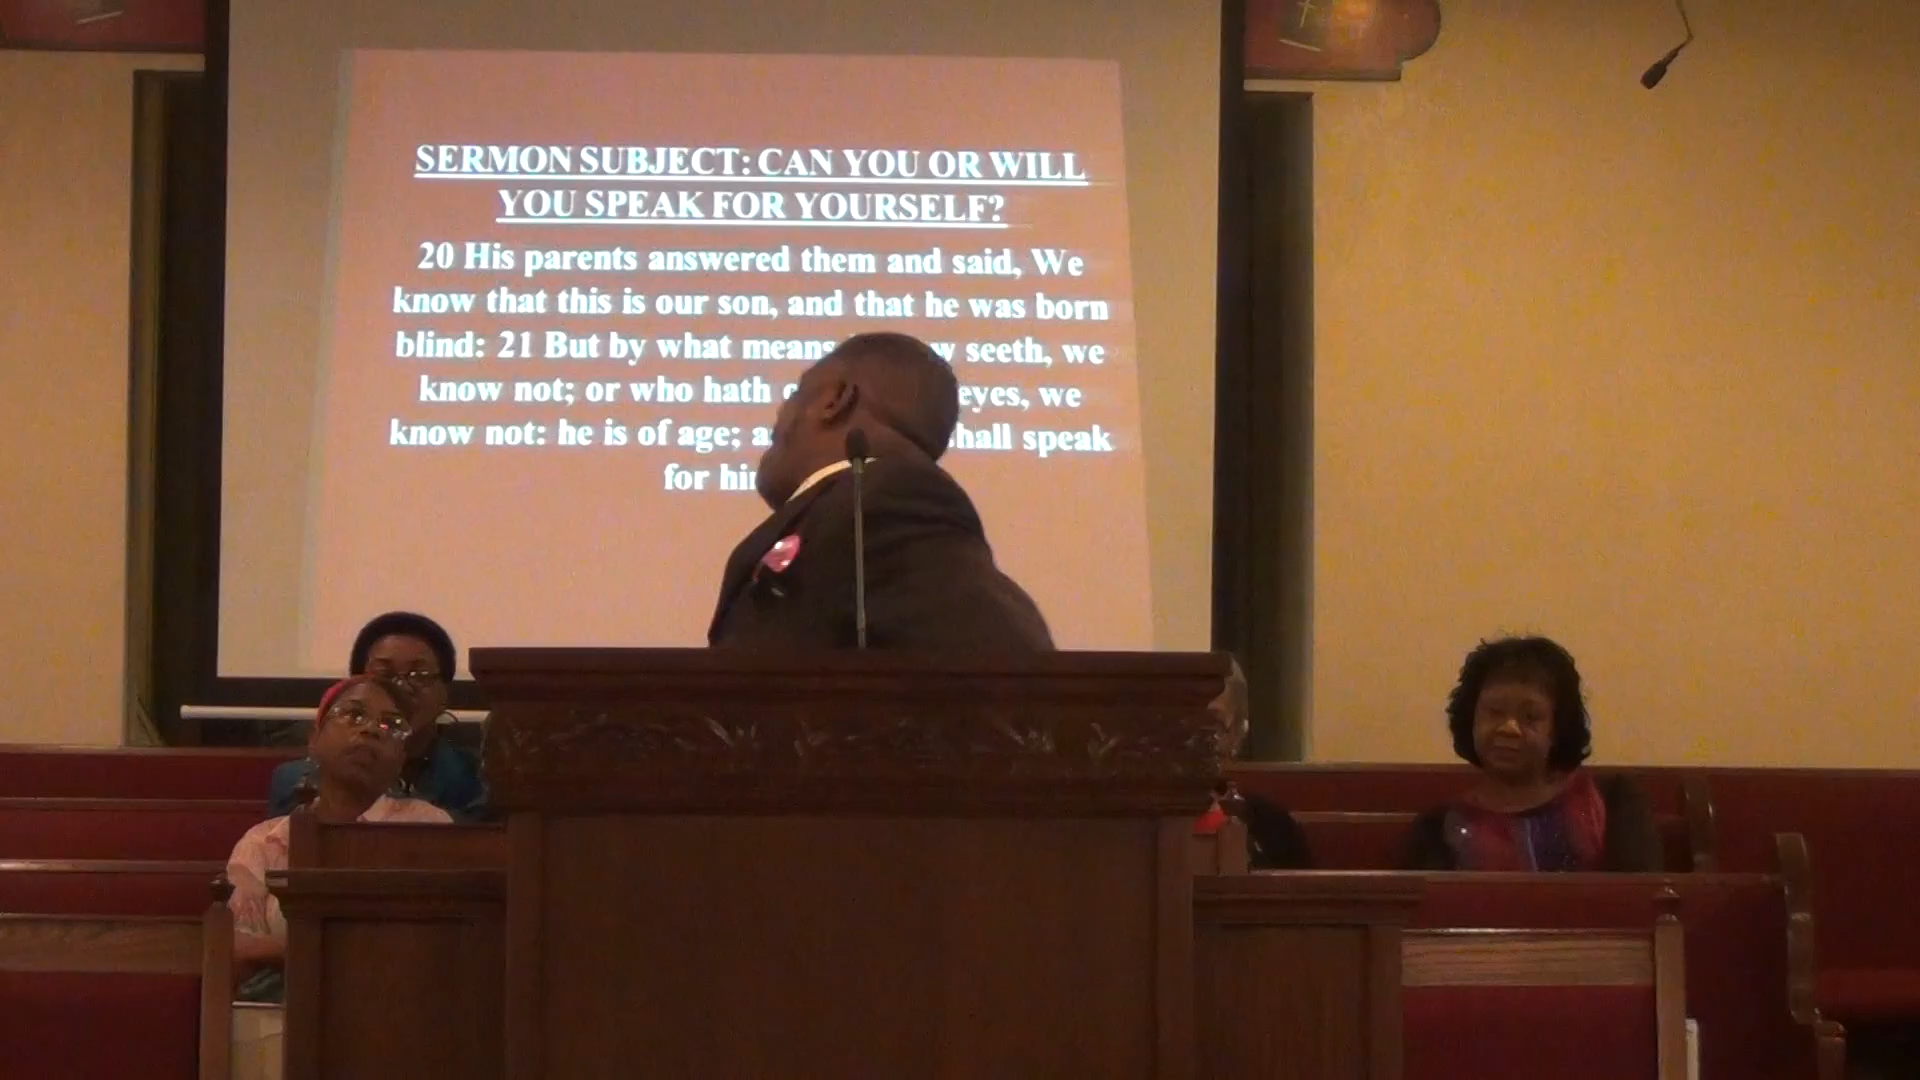 SERMON SUBJECT: CAN YOU OR WILL
YOU SPEAK FOR YOURSELF?
20 His parents answered them and said, We
know that this is our son, and that he was born
blind: 21 But by what means seeth, we
know not; or who hath eyes, we
know not: he is of age; shall speak
for